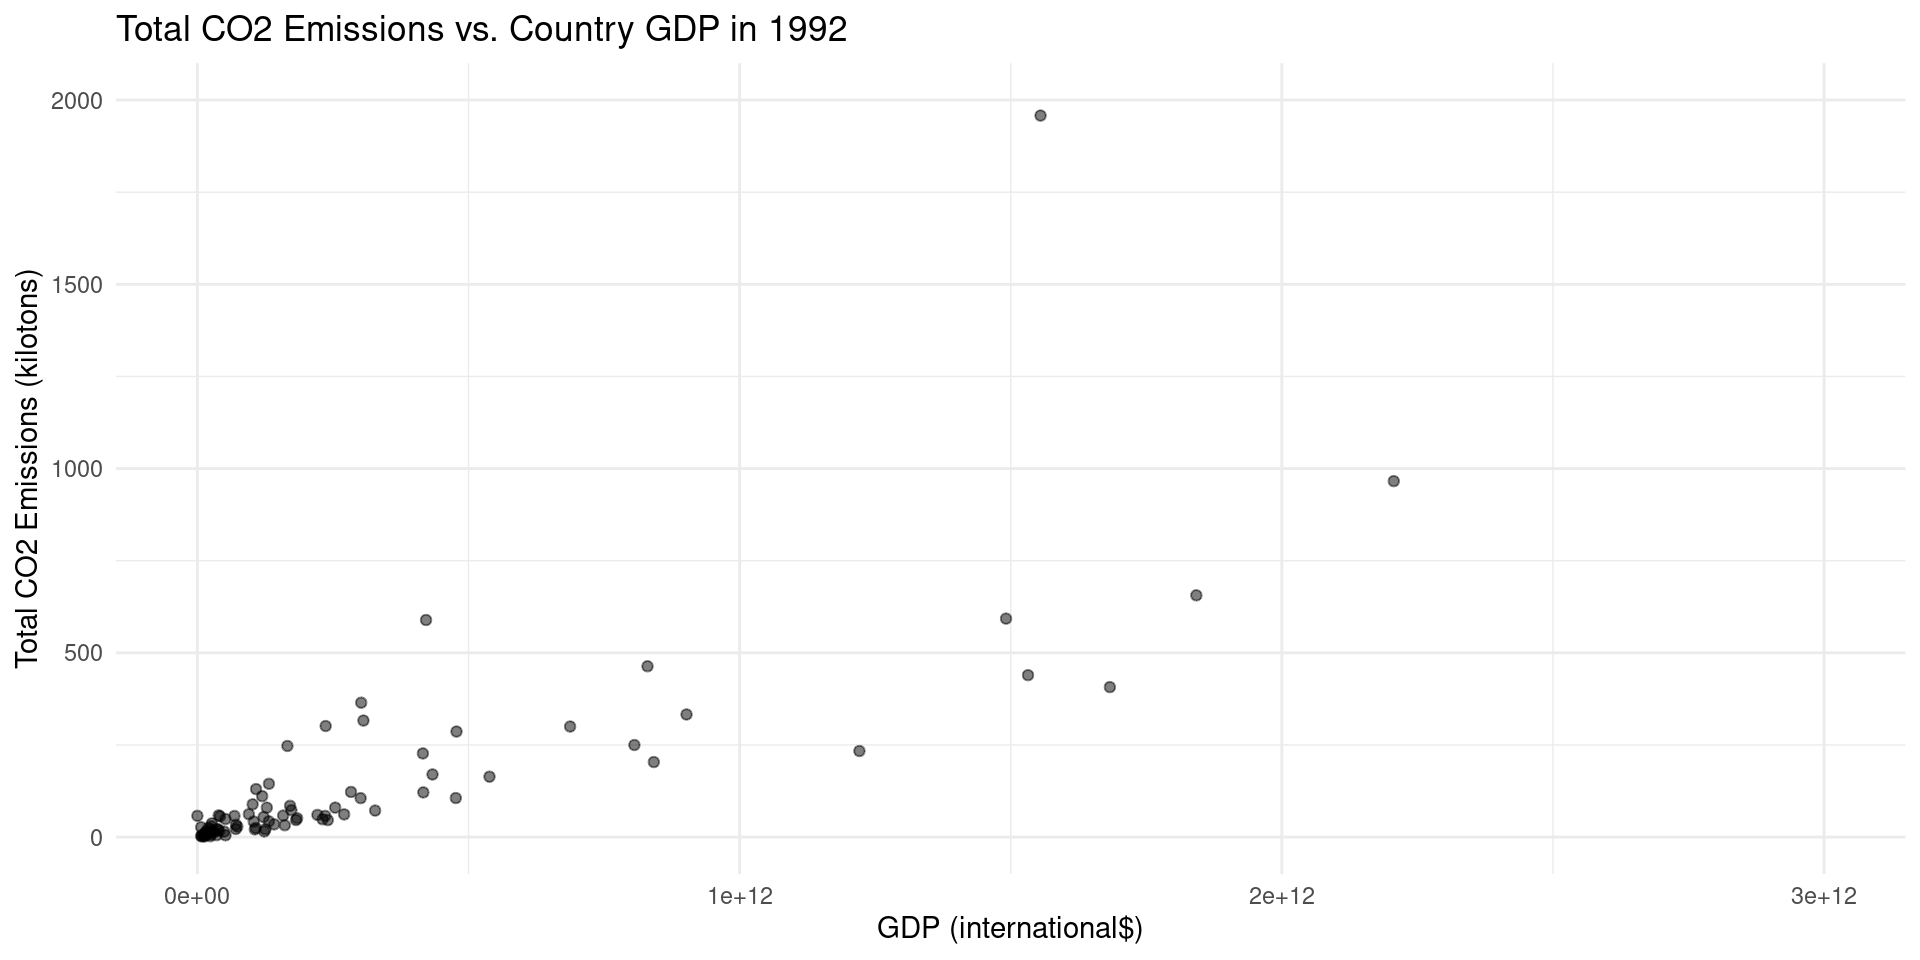 Total CO2 Emissions vs. Country GDP in 1992
Total CO2 Emissions (kilotons)
2000
1500
1000
500
0
0e+00 1e+12 2e+12 3e+12
GDP (international$)